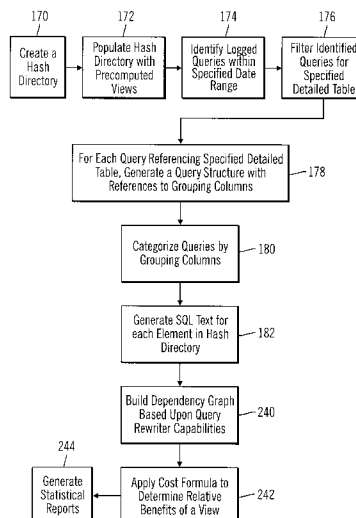 170
172
174
176
Create a
Hash
Directory
Populate Hash
Directory with
Precomputed
Views
Identify Logged
Queries within
Specified Date
Range
Filter Identified
Queries for
Specified
Detailed Table
For Each Query Referencing Specified Detailed
Table, Generate a Query Structure with
References to Grouping Columns
178
Categorize Queries by
Grouping Columns
180
Generate SQL Text for
each Element in Hash
Directory
182
Build Dependency Graph
Based Upon Query
Rewriter Capabilities
240
244
Generate
Statistical
Reports
Apply Cost Formula to
Determine Relative
Benefits of a View
242